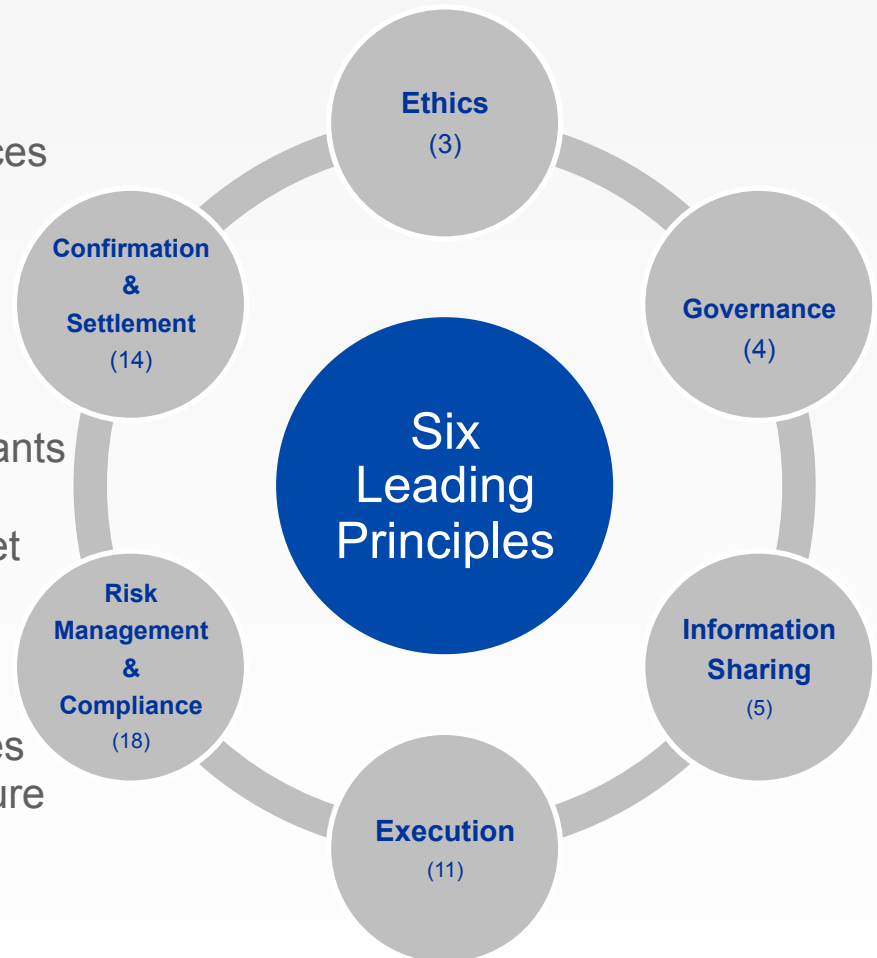 ces
ants
et
es
ure
Ethics
(3)
Governance
(4)
Information
Sharing
(5)
Execution
(11)
Risk
Management
&
Compliance
(18)
Confirmation
&
Settlement
(14)
Six
Leading
Principles